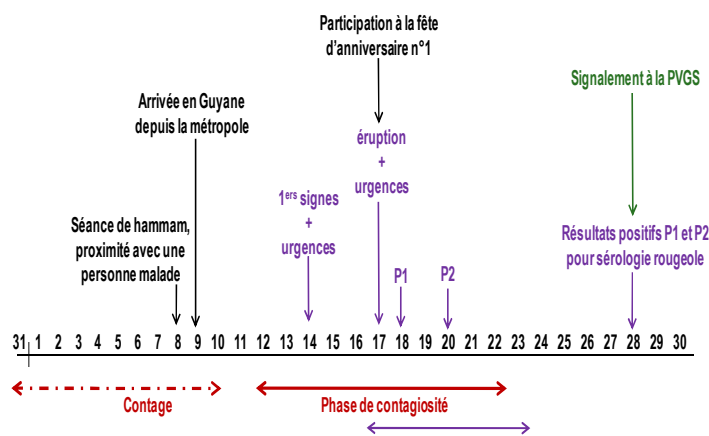 Participation à la fête
d'anniversaire n°1
Signalement à la PVGS
Arrivée en Guyane
depuis la métropole
éruption
+
urgences
1ers signes
+
urgences
Séance de hammam,
proximité avec une
personne malade
Résultats positifs P1 et P2
pour sérologie rougeole
P1
P2
31 1 2 3 4 5 6 7 8 9 10 11 12 13 14 15 16 17 18 19 20 21 22 23 24 25 26 27 28 29 30
Contage
Phase de contagiosité